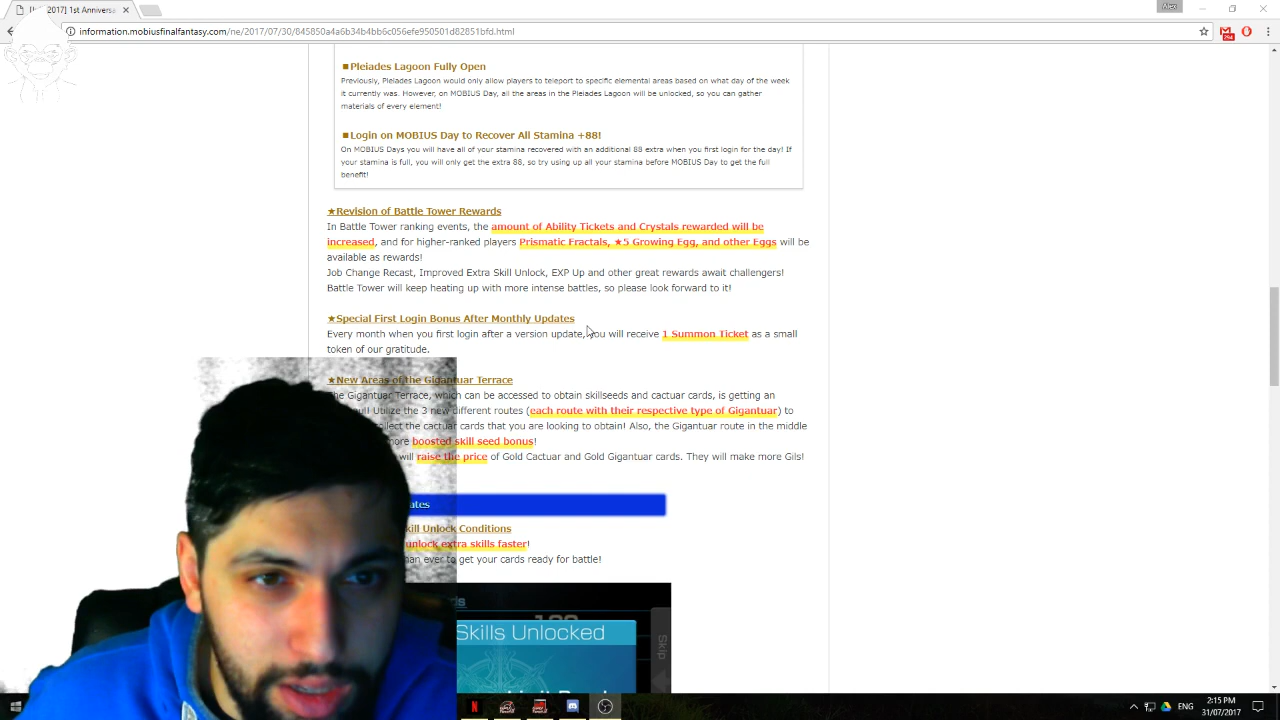 [1st Anniversa
Alex
information.mobiusfinalfantasy.com/ne/2017/07/30/845850a4a6b34b4bb6c056efe950501d82851bfd.html
294
■Pleiades Lagoon Fully Open
Previously, Pleiades Lagoon would only allow players to teleport to specific elemental areas based on what day of the week
it currently was. However, on MOBIUS Day, all the areas in the Pleiades Lagoon will be unlocked, so you can gather
materials of every element!
■Login on MOBIUS Day to Recover All Stamina +88!
On MOBIUS Days you will have all of your stamina recovered with an additional 88 extra when you first login for the day! If
your stamina is full, you will only get the extra 88, so try using up all your stamina before MOBIUS Day to get the full
benefit!
★Revision of Battle Tower Rewards
In Battle Tower ranking events, the amount of Ability Tickets and Crystals rewarded will be
increased, and for higher-ranked players Prismatic Fractals, ★5 Growing Egg, and other Eggs will be
available as rewards!
Job Change Recast, Improved Extra Skill Unlock, EXP Up and other great rewards await challengers!
Battle Tower will keep heating up with more intense battles, so please look forward to it!
★Special First Login Bonus After Monthly Updates
Every month when you first login after a version update, you will receive 1 Summon Ticket as a small
token of our gratitude.
★New Areas of the Gigantuar Terrace
The Gigantuar Terrace, which can be accessed to obtain skillseeds and cactuar cards, is getting an
Utilize the 3 new different routes (each route with their respective type of Gigantuar) to
collect the cactuar cards that you are looking to obtain! Also, the Gigantuar route in the middle
more boosted skill seed bonus!
will raise the price of Gold Cactuar and Gold Gigantuar cards. They will make more Gils!
Unlock Conditions
unlock extra skills faster!
than ever to get your cards ready for battle!
Skills Unlocked
Skip
ENG
2:15 PM
31/07/2017